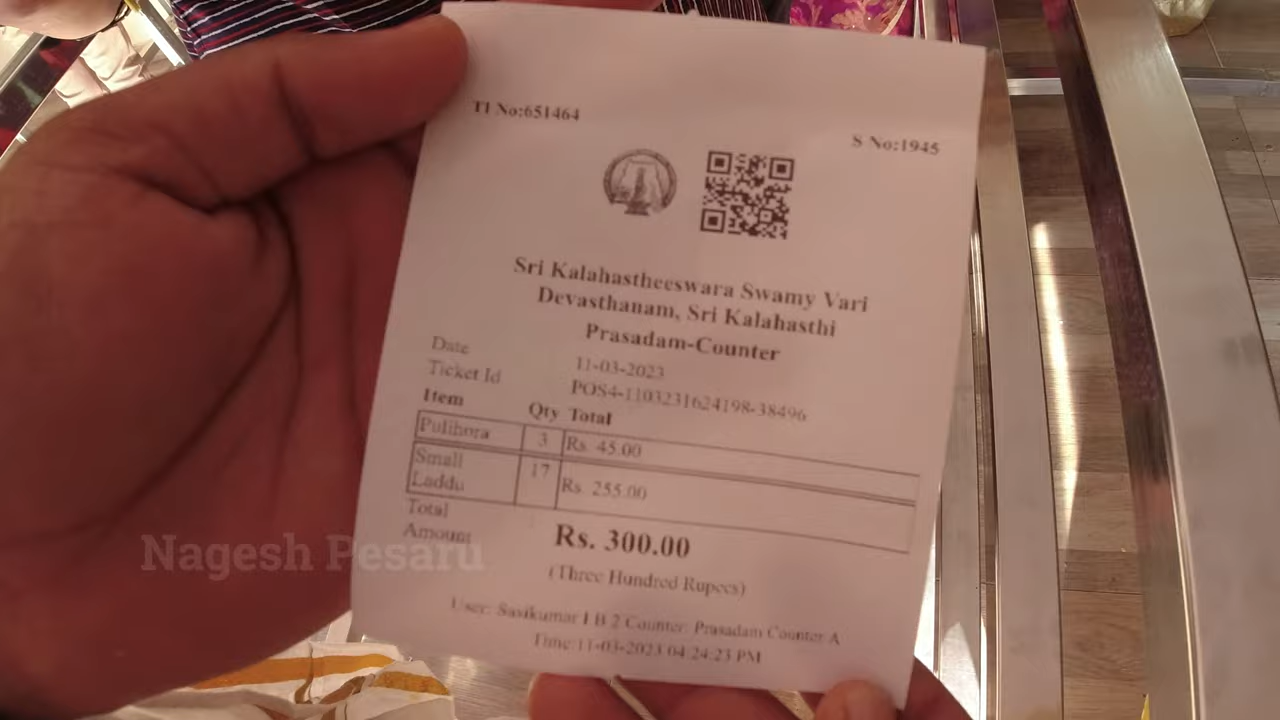 TI No:651464
S No:1945
Sri Kalahastheeswara Swamy Vari
Devasthanam, Sri Kalahasthi
Prasadam-Counter
Date 11-03-2023
Ticket Id POS4-1103231624198-38496
Item Qty Total
Pulihora 3 Rs. 45.00
Small
Laddu 17 Rs. 255.00
Total
Amount Rs. 300.00
(Three Hundred Rupees)
User: Sasikumar I B 2 Counter: Prasadam Counter A
Time:11-03-2023 04:24:23 PM
Nagesh Pesaru